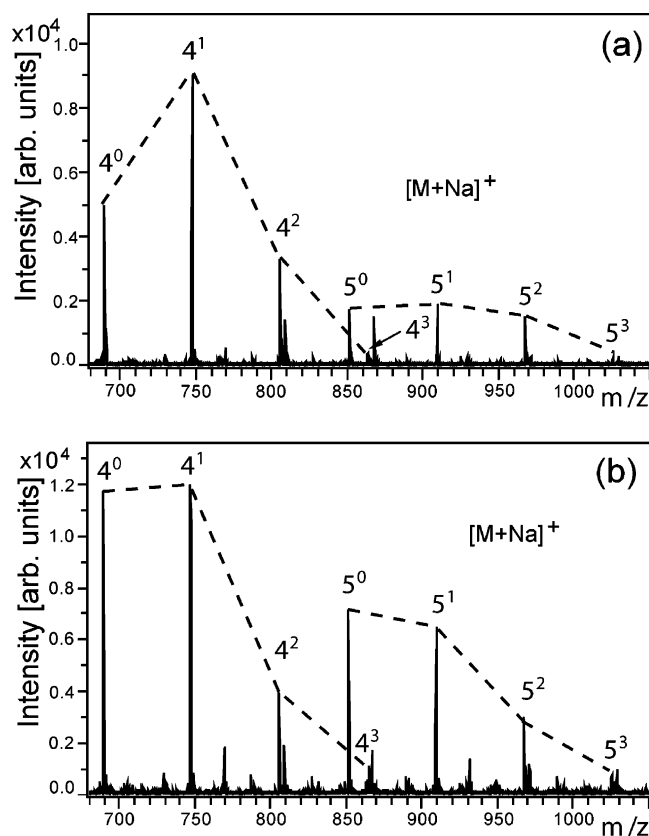 x10⁴
(a)
4¹
1.0
0.8
4⁰
0.6
[M+Na]⁺
0.4
4²
5⁰
5¹
5²
0.2
4³
5³
0.0
Intensity [arb. units]
700 750 800 850 900 950 1000
m/z
x10⁴
(b)
4⁰
4¹
1.2
[M+Na]⁺
1.0
0.8
5⁰
5¹
0.6
4²
0.4
5²
4³
5³
0.2
0.0
Intensity [arb. units]
700 750 800 850 900 950 1000
m/z